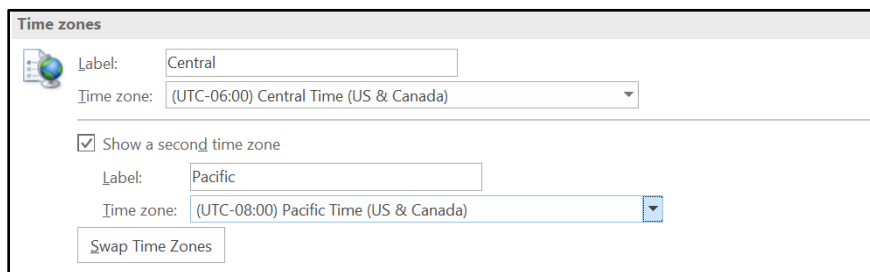 Time zones
Label: Central
Time zone: (UTC-06:00) Central Time (US & Canada)
Show a second time zone
Label: Pacific
Time zone: (UTC-08:00) Pacific Time (US & Canada)
Swap Time Zones